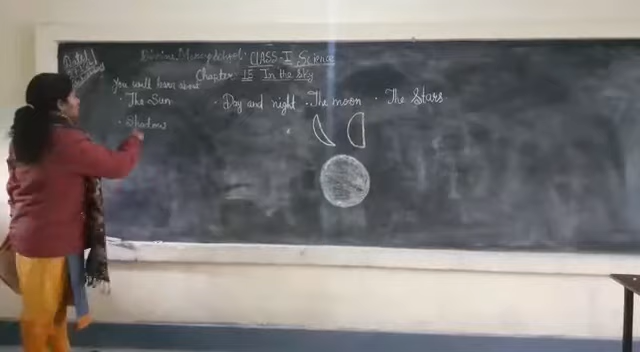 School: CLASS-I Science
Chapter: 15 In the Sky
You will learn about
· The Sun · Day and night · The moon · The Stars
· Shadows